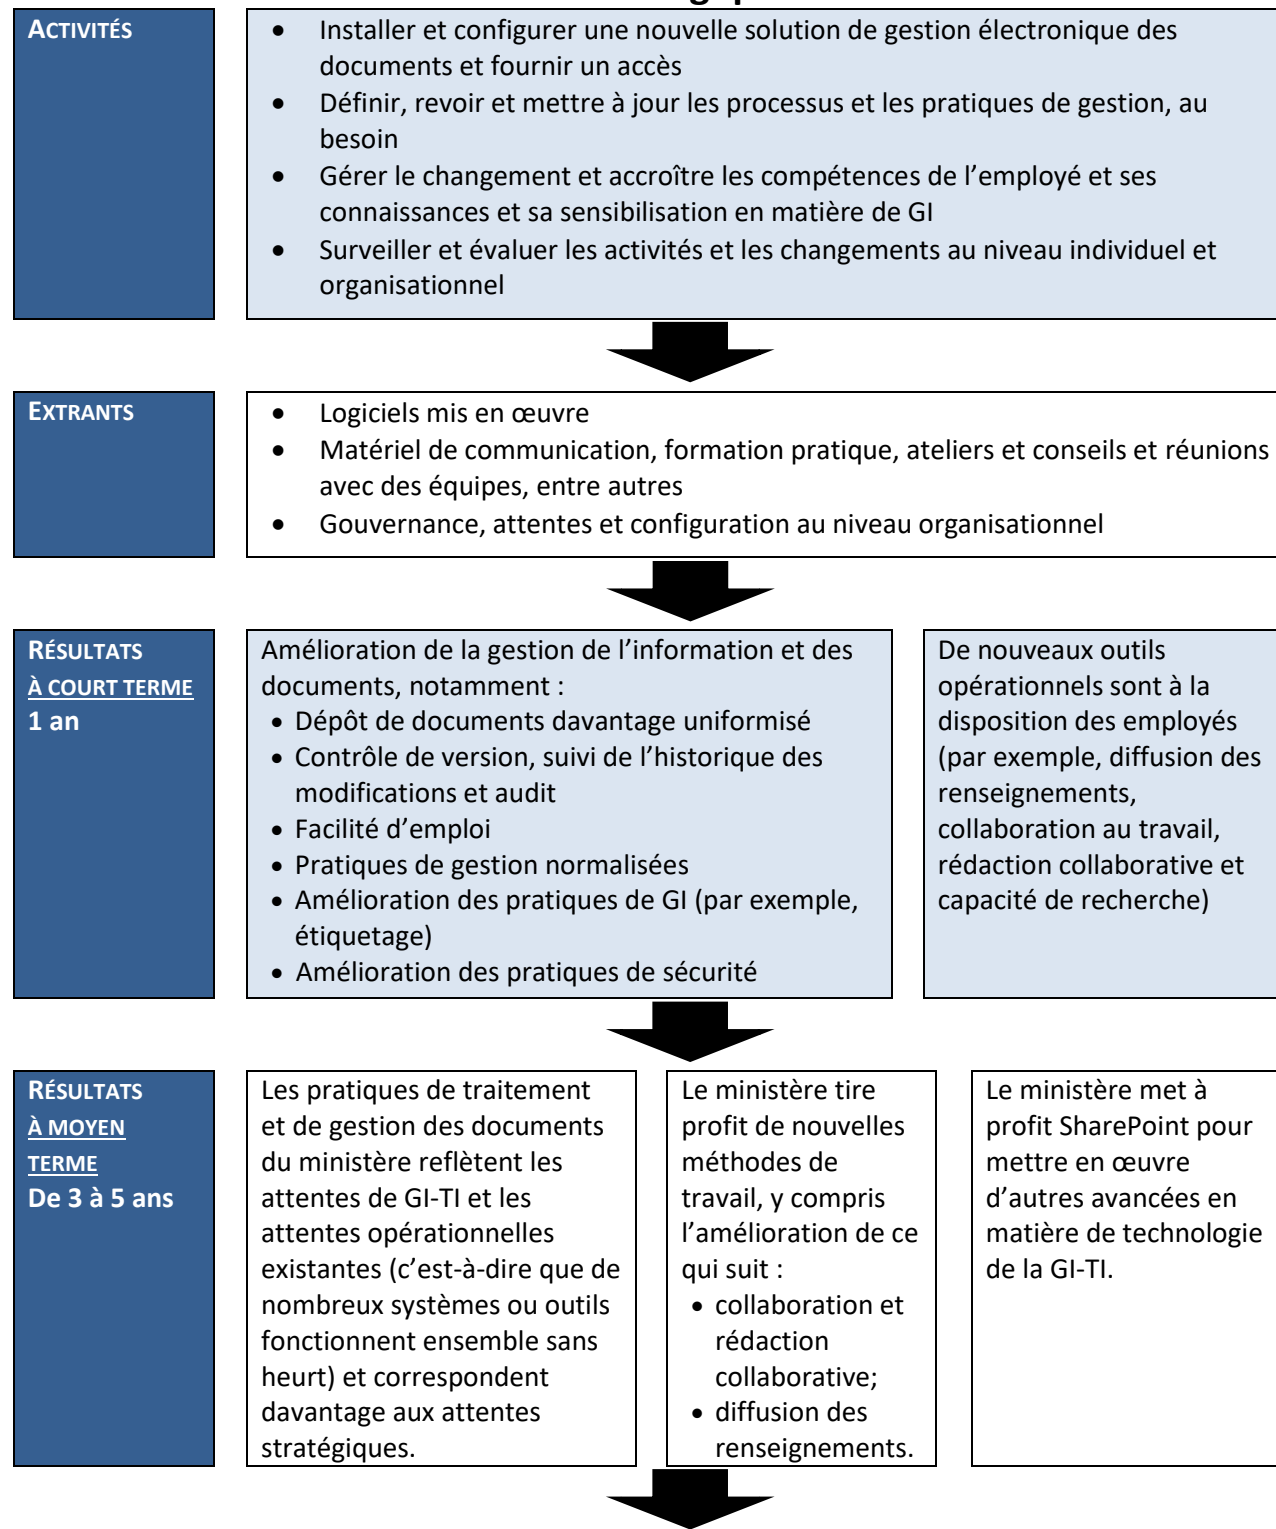 ACTIVITÉS
• Installer et configurer une nouvelle solution de gestion électronique des
documents et fournir un accès
• Définir, revoir et mettre à jour les processus et les pratiques de gestion, au
besoin
• Gérer le changement et accroître les compétences de l’employé et ses
connaissances et sa sensibilisation en matière de GI
• Surveiller et évaluer les activités et les changements au niveau individuel et
organisationnel
EXTRANTS
• Logiciels mis en œuvre
• Matériel de communication, formation pratique, ateliers et conseils et réunions
avec des équipes, entre autres
• Gouvernance, attentes et configuration au niveau organisationnel
RÉSULTATS
À COURT TERME
1 an
Amélioration de la gestion de l’information et des
documents, notamment :
• Dépôt de documents davantage uniformisé
• Contrôle de version, suivi de l’historique des
modifications et audit
• Facilité d’emploi
• Pratiques de gestion normalisées
• Amélioration des pratiques de GI (par exemple,
étiquetage)
• Amélioration des pratiques de sécurité
De nouveaux outils
opérationnels sont à la
disposition des employés
(par exemple, diffusion des
renseignements,
collaboration au travail,
rédaction collaborative et
capacité de recherche)
RÉSULTATS
À MOYEN
TERME
De 3 à 5 ans
Les pratiques de traitement
et de gestion des documents
du ministère reflètent les
attentes de GI-TI et les
attentes opérationnelles
existantes (c’est-à-dire que de
nombreux systèmes ou outils
fonctionnent ensemble sans
heurt) et correspondent
davantage aux attentes
stratégiques.
Le ministère tire
profit de nouvelles
méthodes de
travail, y compris
l’amélioration de ce
qui suit :
• collaboration et
rédaction
collaborative;
• diffusion des
renseignements.
Le ministère met à
profit SharePoint pour
mettre en œuvre
d’autres avancées en
matière de technologie
de la GI-TI.